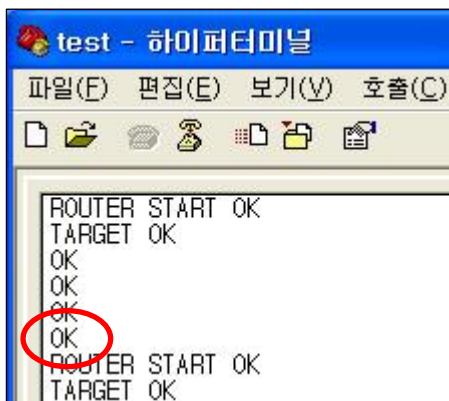 test - 하이퍼터미널
파일(F) 편집(E) 보기(V) 호출(C)
ROUTER START OK
TARGET OK
OK
OK
OK
OK
ROUTER START OK
TARGET OK